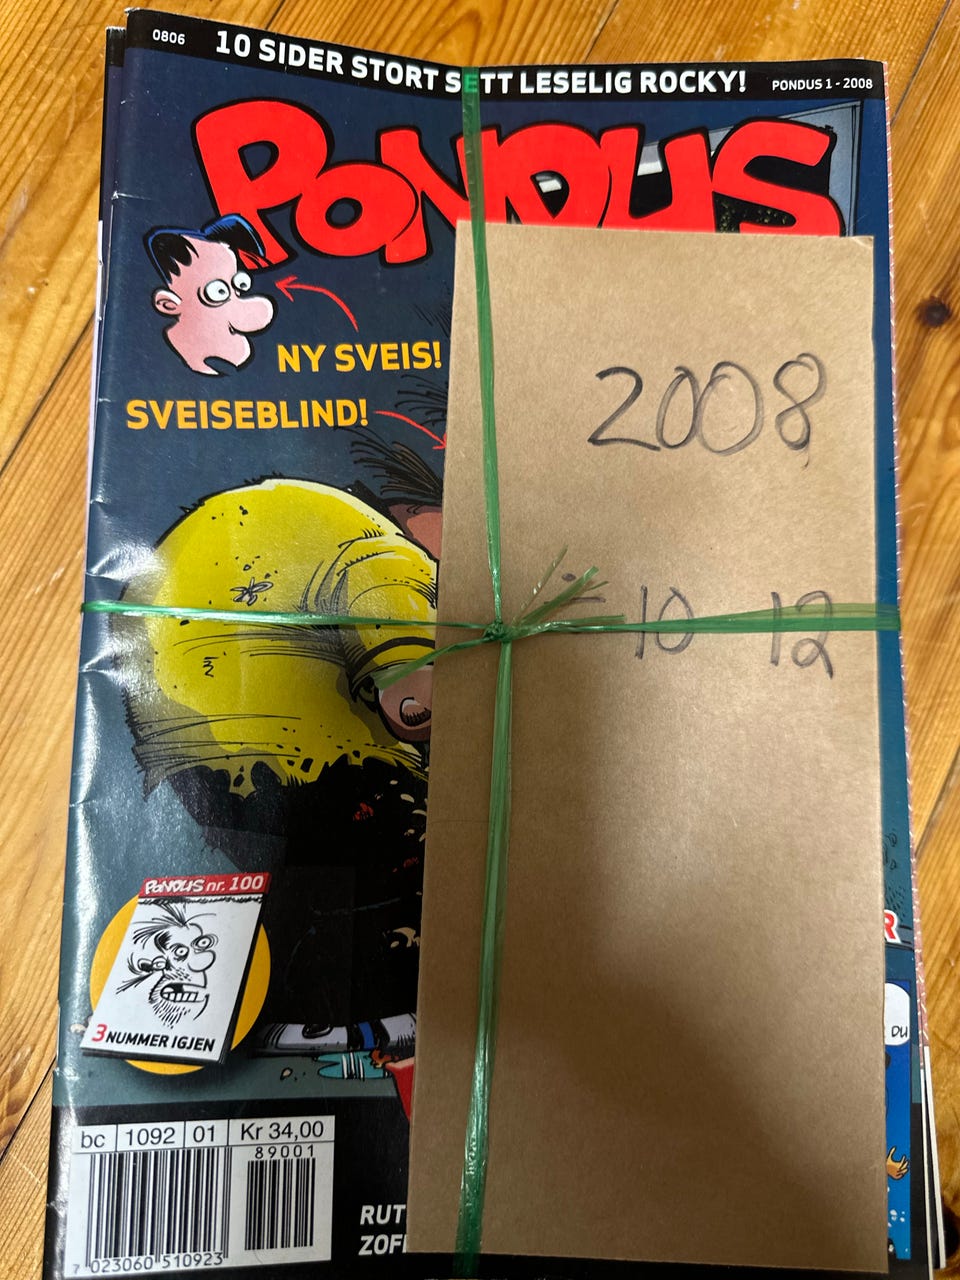 0806
10 SIDER STORT SETT LESELIG ROCKY!
PONDUS 1 - 2008
PONDUS
NY SVEIS!
SVEISEBLIND!
2008
÷ 10 12
PONDUS nr. 100
3 NUMMER IGJEN
R
DU
bc 1092 01 Kr 34,00
89001
7 023060 510923
RUT
ZOF